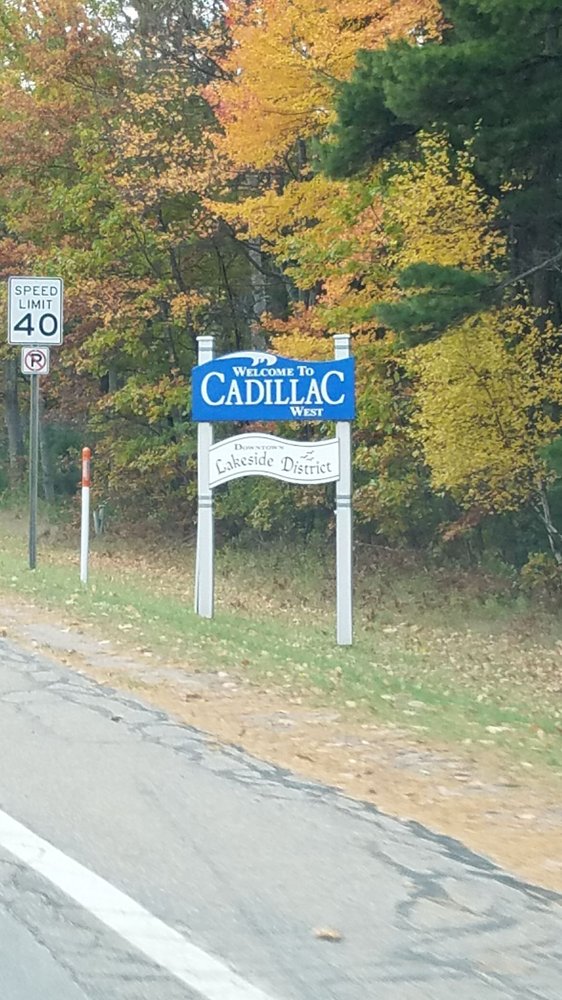 SPEED
LIMIT
40
P
WELCOME TO
CADILLAC
WEST
DOWNTOWN
Lakeside District